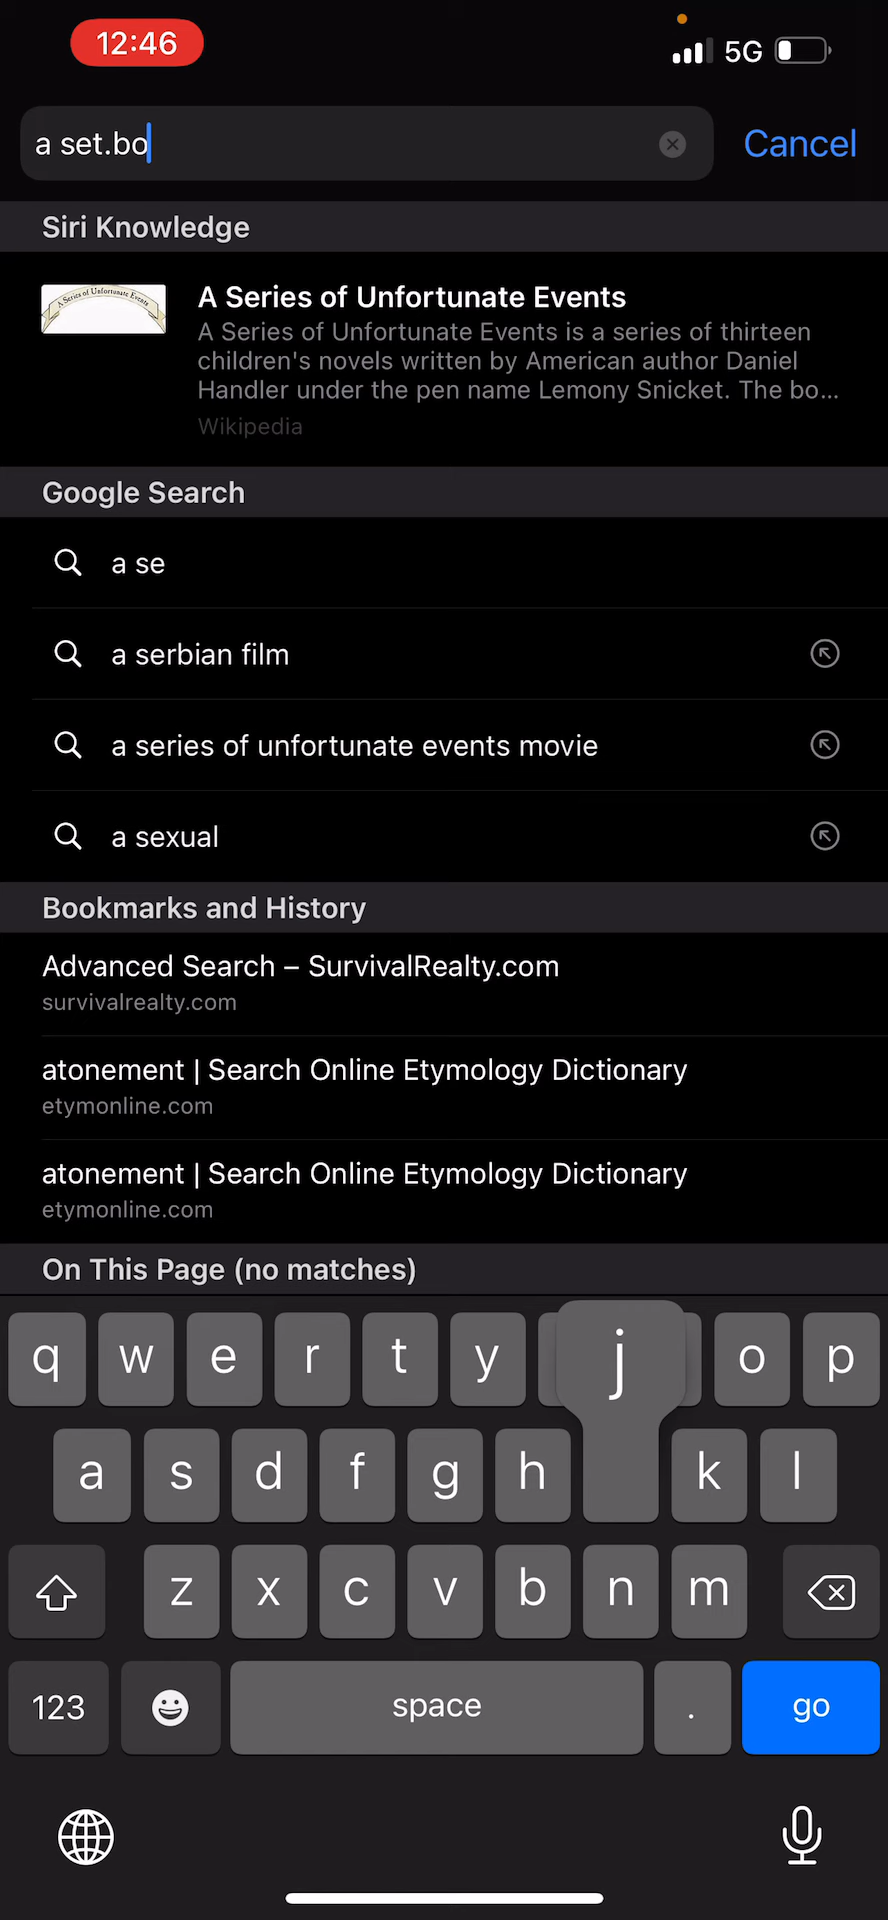 12:46
5G
a set.bo
Cancel
Siri Knowledge
A Series of Unfortunate Events
A Series of Unfortunate Events
A Series of Unfortunate Events is a series of thirteen
children's novels written by American author Daniel
Handler under the pen name Lemony Snicket. The bo...
Wikipedia
Google Search
a se
a serbian film
a series of unfortunate events movie
a sexual
Bookmarks and History
Advanced Search – SurvivalRealty.com
survivalrealty.com
atonement | Search Online Etymology Dictionary
etymonline.com
atonement | Search Online Etymology Dictionary
etymonline.com
On This Page (no matches)
q w e r t y j o p
a s d f g h k l
z x c v b n m
123 space . go